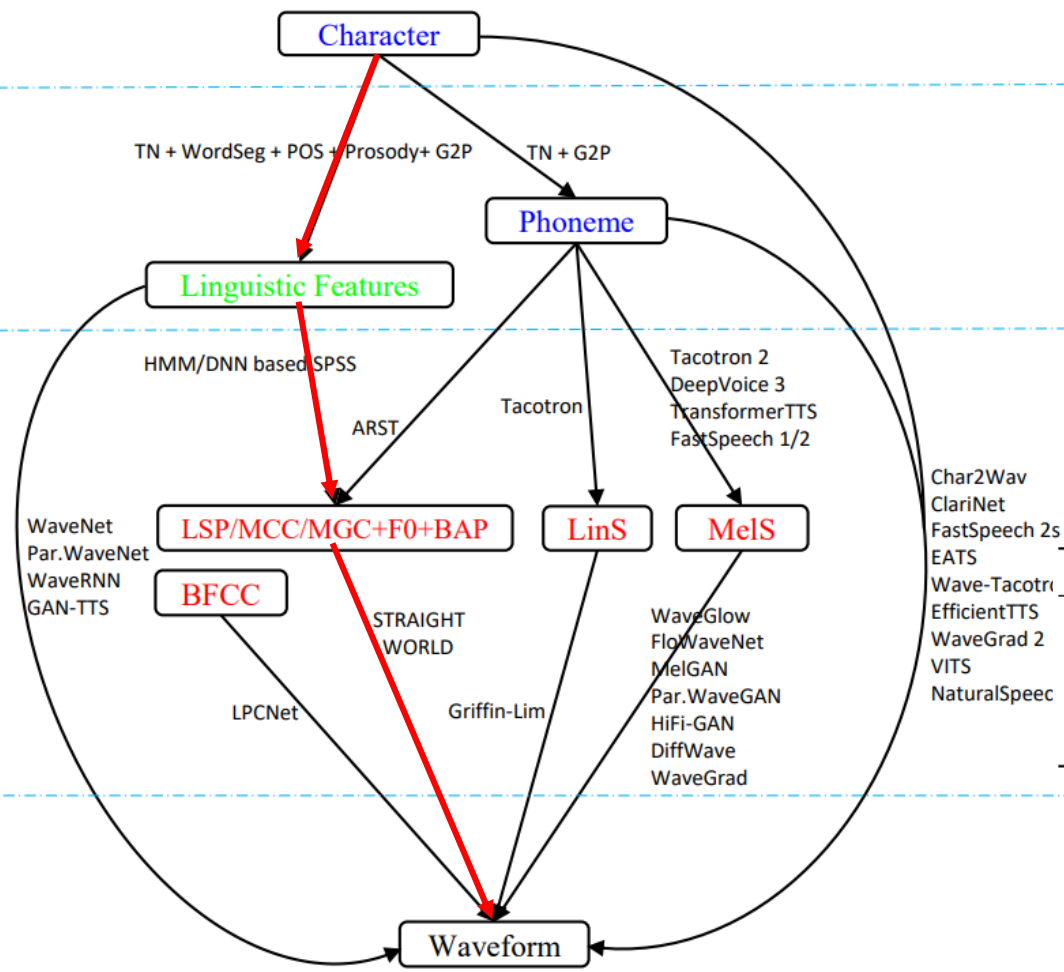 Character
TN + WordSeg + POS + Prosody+ G2P
TN + G2P
Phoneme
Linguistic Features
HMM/DNN based SPSS
ARST
Tacotron
Tacotron 2
DeepVoice 3
TransformerTTS
FastSpeech 1/2
LSP/MCC/MGC+F0+BAP
LinS
MelS
BFCC
WaveNet
Par.WaveNet
WaveRNN
GAN-TTS
STRAIGHT
WORLD
LPCNet
Griffin-Lim
WaveGlow
FloWaveNet
MelGAN
Par.WaveGAN
HiFi-GAN
DiffWave
WaveGrad
Char2Wav
ClariNet
FastSpeech 2s
EATS
Wave-Tacotr
EfficientTTS
WaveGrad 2
VITS
NaturalSpeec
Waveform